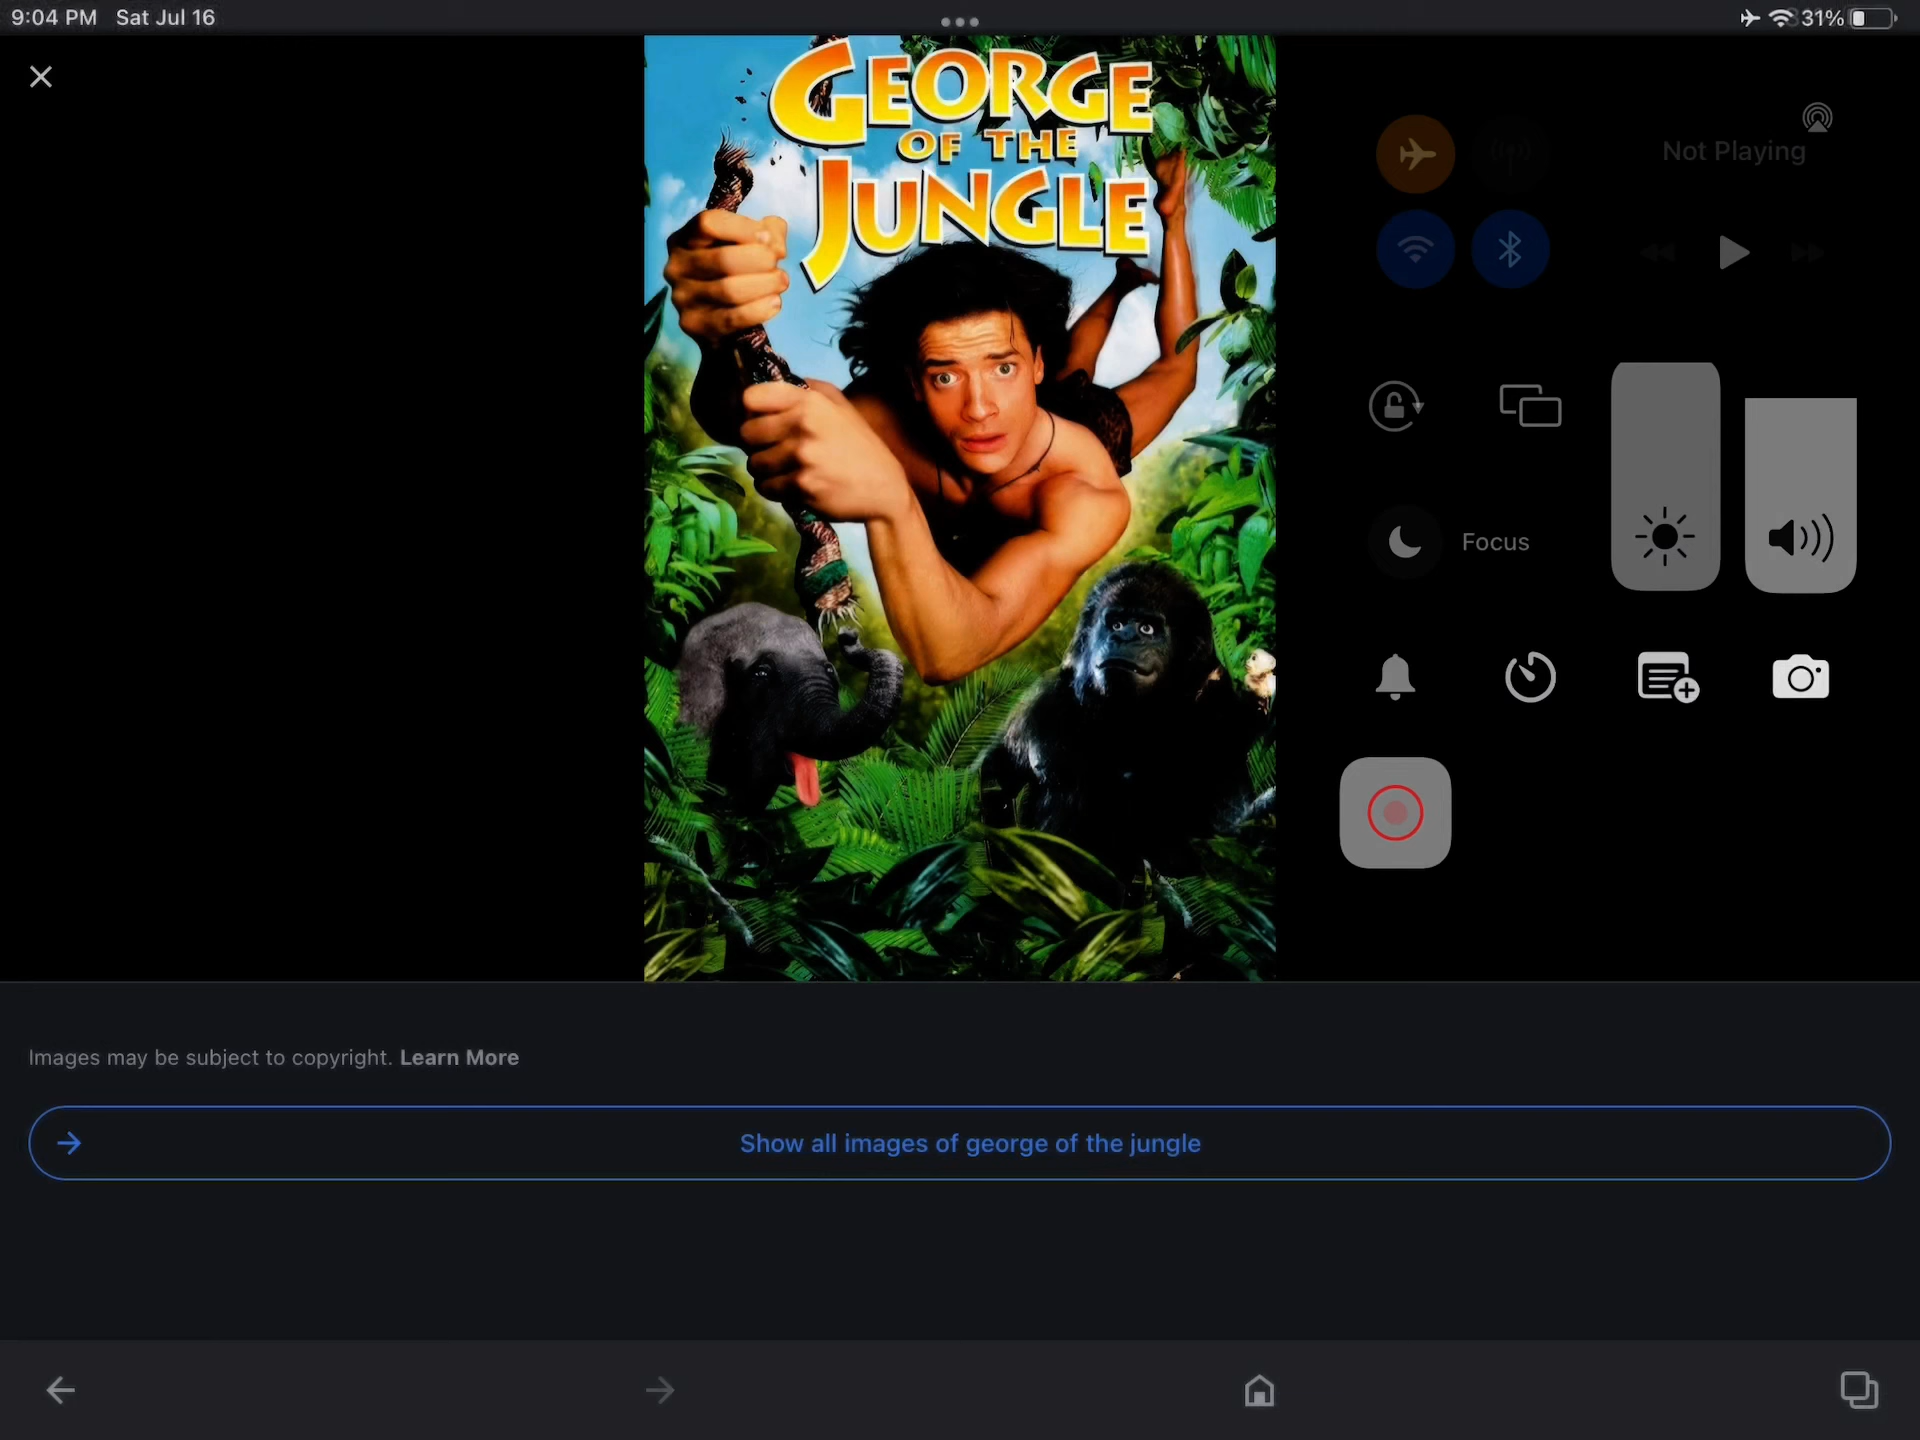 9:04 PM Sat Jul 16
31%
GEORGE
OF THE
JUNGLE
Not Playing
Focus
Images may be subject to copyright. Learn More
Show all images of george of the jungle